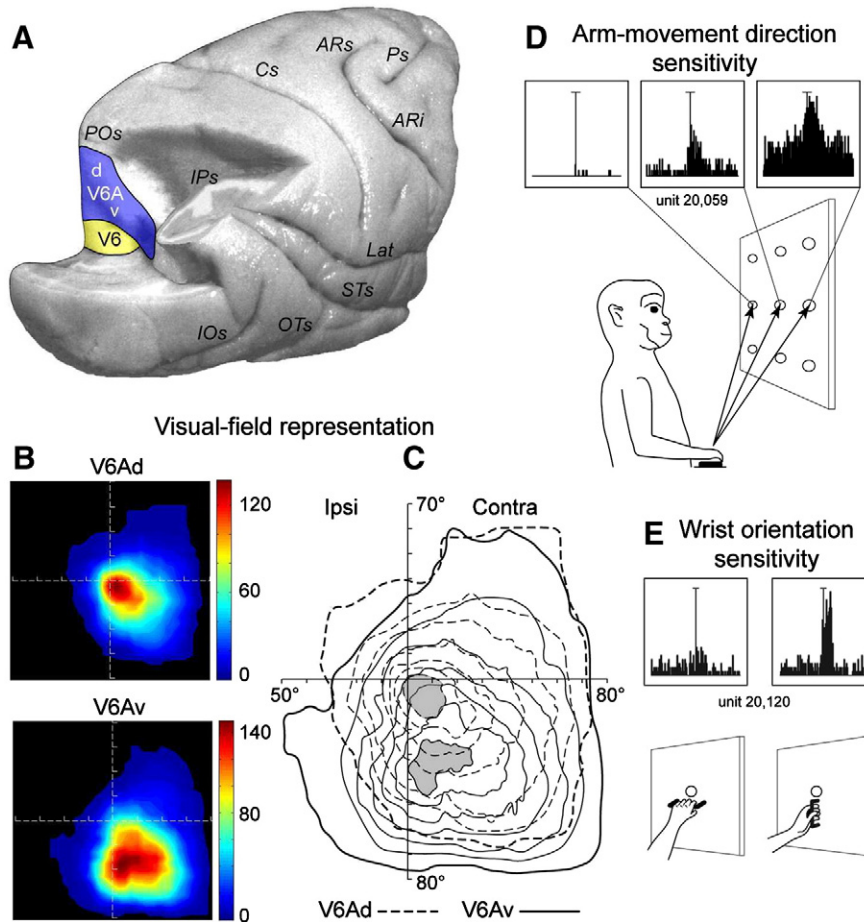 A
ARs
Ps
Cs
ARi
POs
IPs
d
V6A
v
V6
Lat
STs
IOs
OTs
D
Arm-movement direction
sensitivity
unit 20,059
Visual-field representation
B
V6Ad
120
60
0
V6Av
140
80
0
C
Ipsi
70°
Contra
50°
80°
80°
V6Ad
V6Av
E
Wrist orientation
sensitivity
unit 20,120